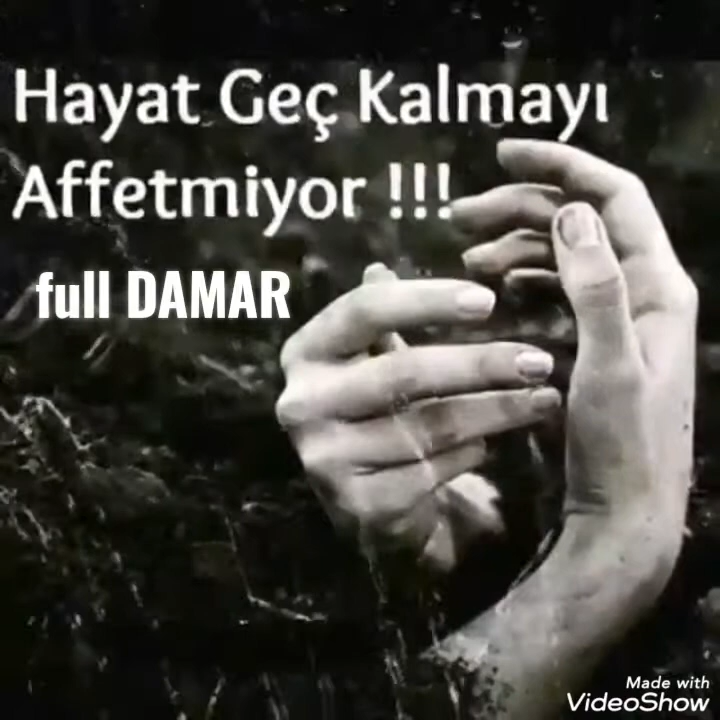 Hayat Geç Kalmayı
Affetmiyor !!!
full DAMAR
Made with
VideoShow